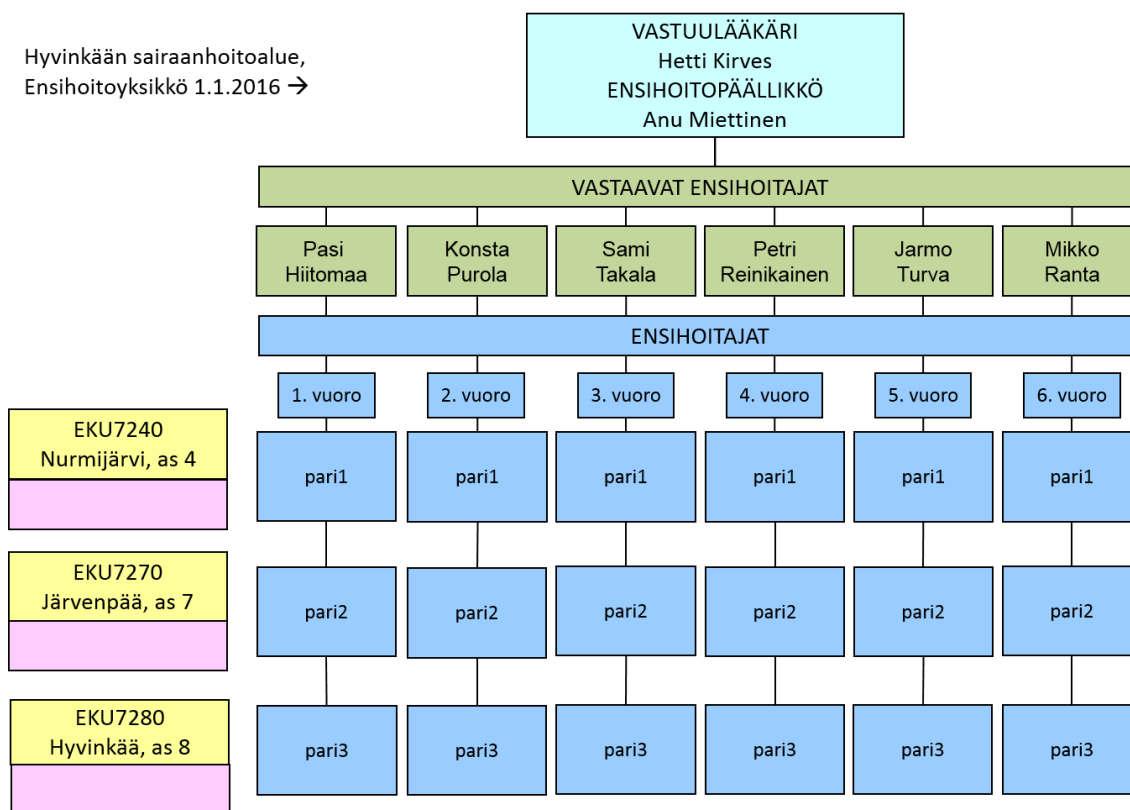 Hyvinkään sairaanhoitoalue,
Ensihoitoyksikkö 1.1.2016 →
VASTUULÄÄKÄRI
Hetti Kirves
ENSIHOITOPÄÄLLIKKÖ
Anu Miettinen
VASTAAVAT ENSIHOITAJAT
Pasi
Hiitomaa
Konsta
Purola
Sami
Takala
Petri
Reinikainen
Jarmo
Turva
Mikko
Ranta
ENSIHOITAJAT
1. vuoro
2. vuoro
3. vuoro
4. vuoro
5. vuoro
6. vuoro
EKU7240
Nurmijärvi, as 4
pari1
pari1
pari1
pari1
pari1
pari1
EKU7270
Järvenpää, as 7
pari2
pari2
pari2
pari2
pari2
pari2
EKU7280
Hyvinkää, as 8
pari3
pari3
pari3
pari3
pari3
pari3